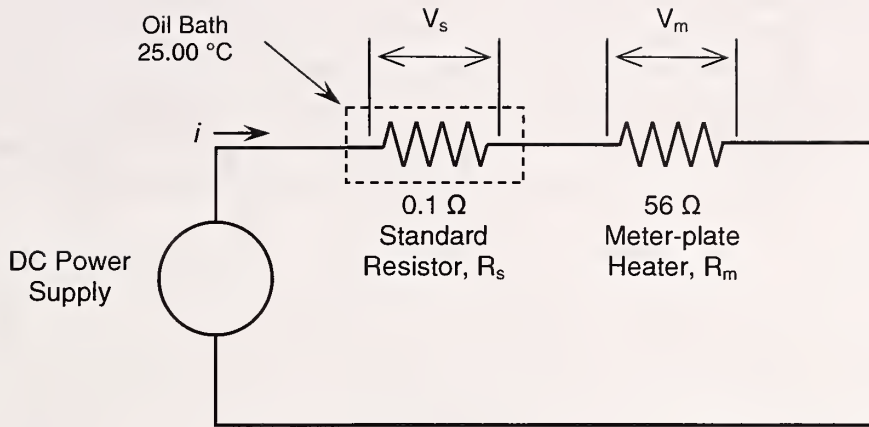 V_s
V_m
Oil Bath
25.00 °C
i
0.1 Ω
Standard
Resistor, R_s
56 Ω
Meter-plate
Heater, R_m
DC Power
Supply